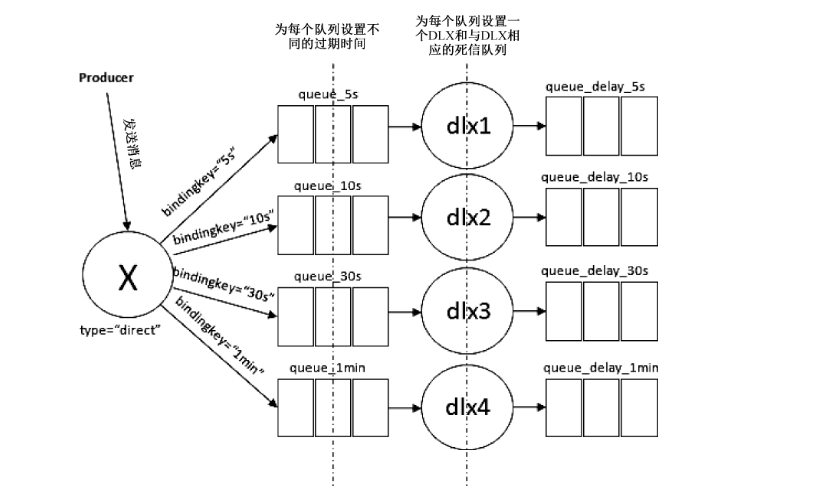 为每个队列设置不
同的过期时间
为每个队列设置一
个DLX和与DLX相
应的死信队列
Producer
发送消息
X
type=“direct”
bindingkey=“5s”
bindingkey=“10s”
bindingkey=“30s”
bindingkey=“1min”
queue_5s
dlx1
queue_delay_5s
queue_10s
dlx2
queue_delay_10s
queue_30s
dlx3
queue_delay_30s
queue_1min
dlx4
queue_delay_1min